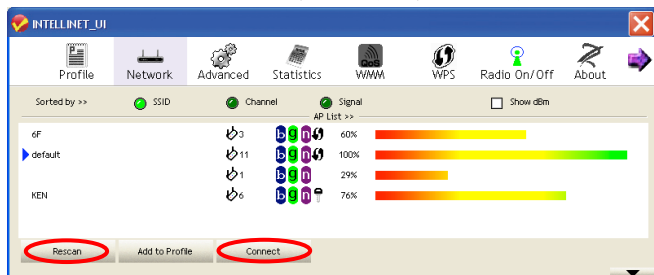 INTELLINET_UI
Profile Network Advanced Statistics QoS WMM WPS Radio On/Off About
Sorted by >> SSID Channel Signal Show dBm
AP List >>
6F 3 b g n 60%
default 11 b g n 100%
1 b g n 29%
KEN 6 b g n 76%
Rescan Add to Profile Connect